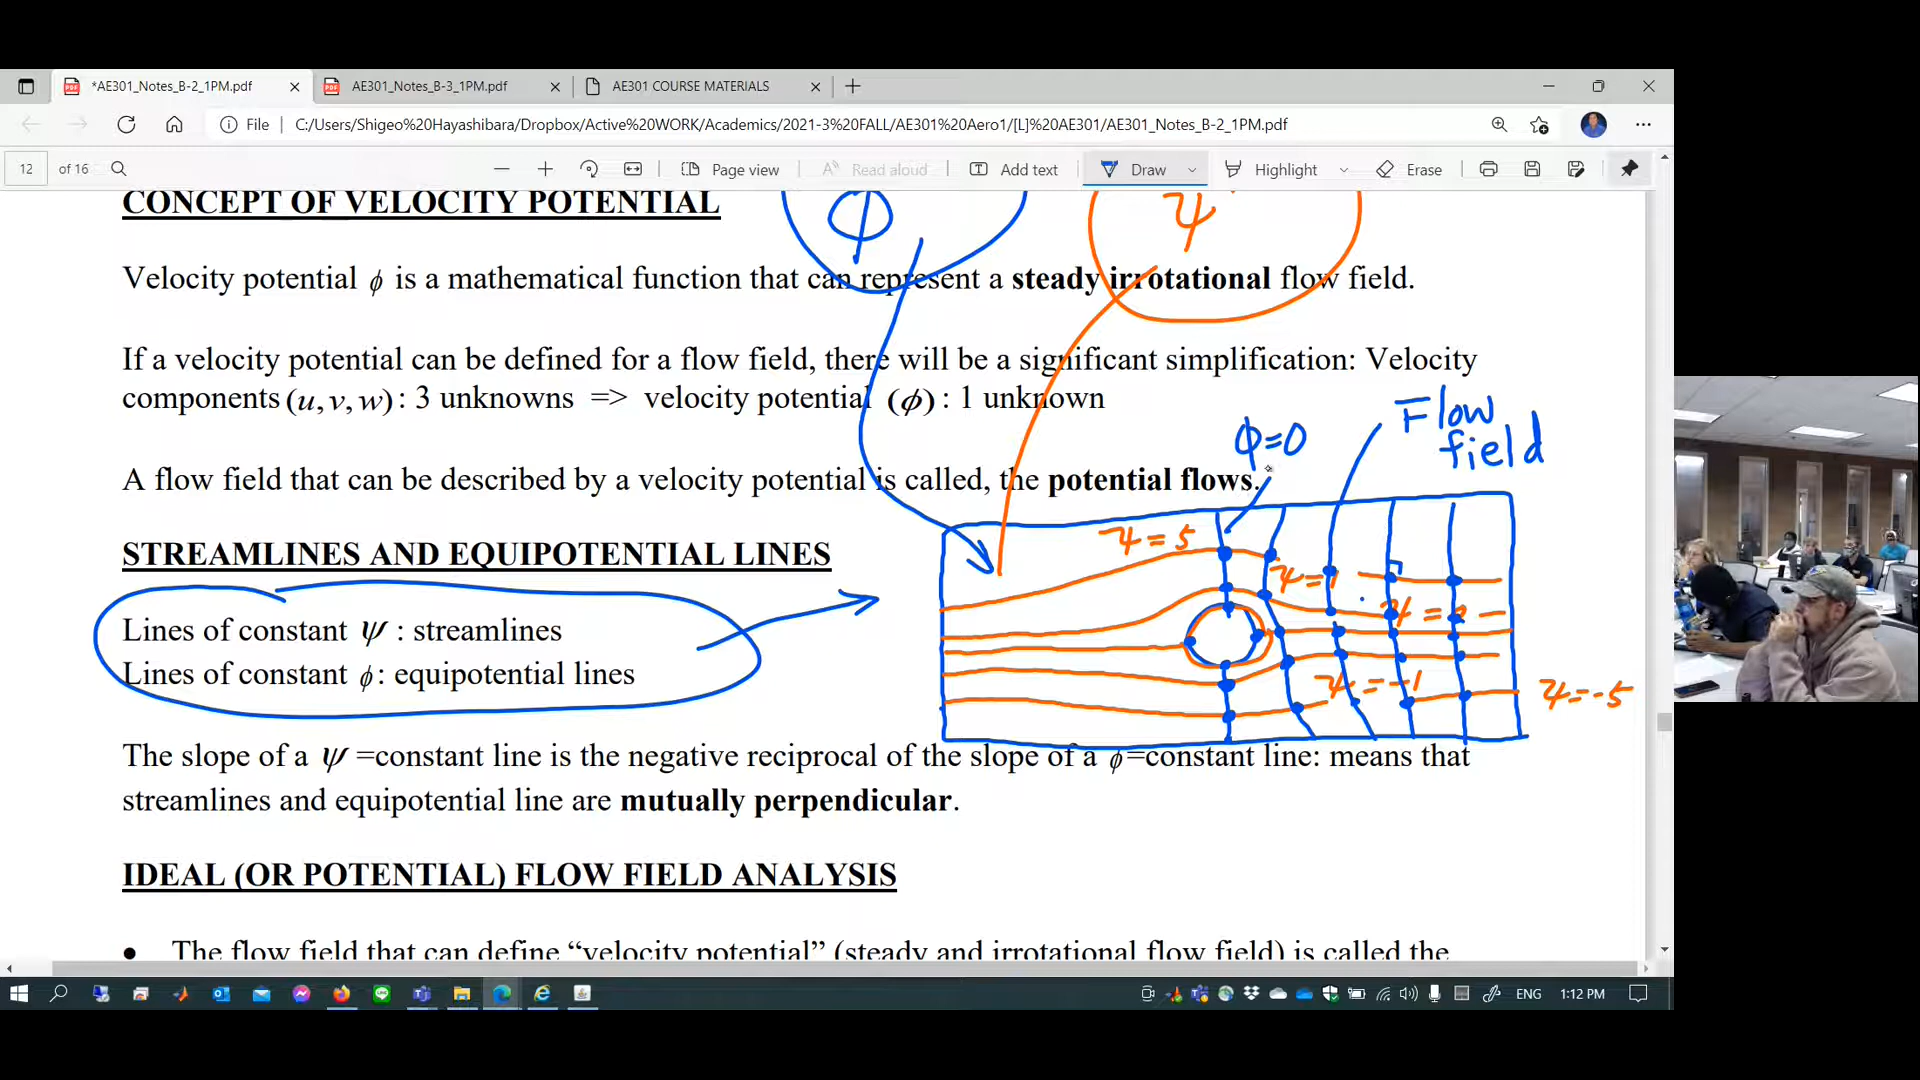 *AE301_Notes_B-2_1PM.pdf
AE301_Notes_B-3_1PM.pdf
AE301 COURSE MATERIALS
File
C:/Users/Shigeo%20Hayashibara/Dropbox/Active%20WORK/Academics/2021-3%20FALL/AE301%20Aero1/[L]%20AE301/AE301_Notes_B-2_1PM.pdf
12 of 16
Page view
Read aloud
Add text
Draw
Highlight
Erase
CONCEPT OF VELOCITY POTENTIAL
ϕ
ψ
Velocity potential ϕ is a mathematical function that can represent a steady irrotational flow field.
If a velocity potential can be defined for a flow field, there will be a significant simplification: Velocity
components (u,v,w) : 3 unknowns => velocity potential (ϕ) : 1 unknown
Flow
field
ϕ=0
A flow field that can be described by a velocity potential is called, the potential flows.
STREAMLINES AND EQUIPOTENTIAL LINES
ψ=5
ψ=1
ψ=2
ψ=-1
ψ=-5
Lines of constant ψ : streamlines
Lines of constant ϕ: equipotential lines
The slope of a ψ =constant line is the negative reciprocal of the slope of a ϕ=constant line: means that
streamlines and equipotential line are mutually perpendicular.
IDEAL (OR POTENTIAL) FLOW FIELD ANALYSIS
• The flow field that can define “velocity potential” (steady and irrotational flow field) is called the
ENG
1:12 PM